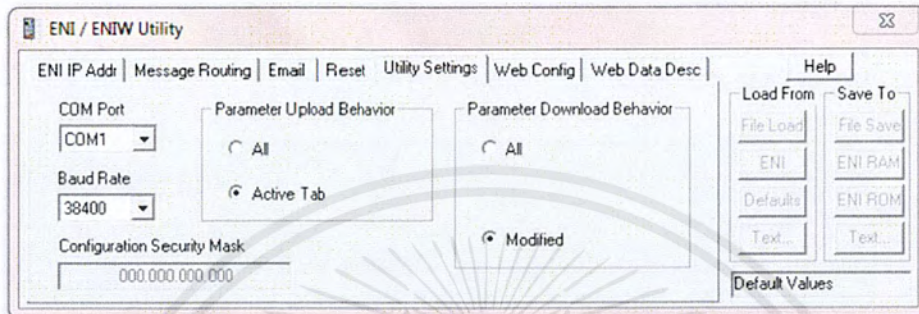 ENI / ENIW Utility
ENI IP Addr Message Routing Email Reset Utility Settings Web Config Web Data Desc Help
COM Port
COM1
Baud Rate
38400
Configuration Security Mask
000.000.000.000
Parameter Upload Behavior
All
Active Tab
Parameter Download Behavior
All
Modified
Load From
File Load
ENI
Defaults
Text...
Save To
File Save
ENI RAM
ENI ROM
Text...
Default Values